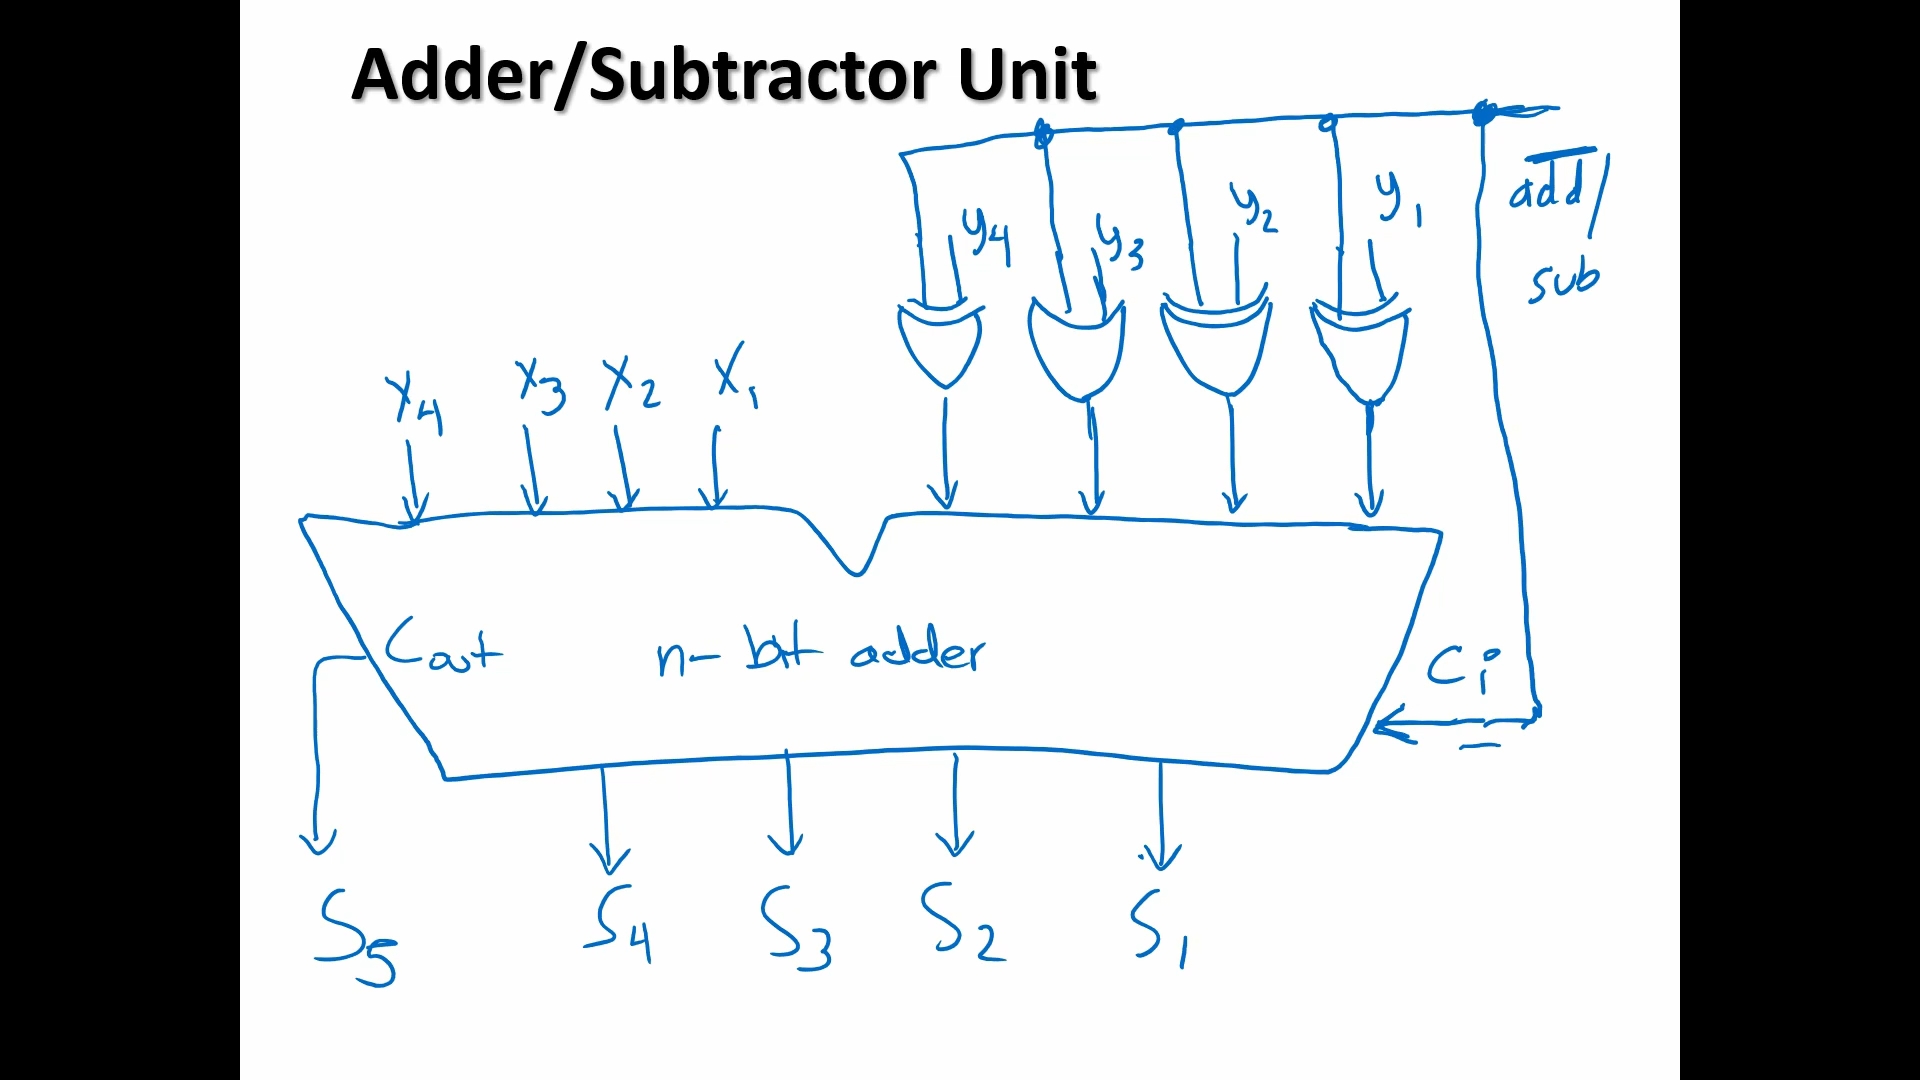 Adder/Subtractor Unit
y4 y3 y2 y1 add/
sub
x4 x3 x2 x1
Cout n-bit adder Ci
S5 S4 S3 S2 S1